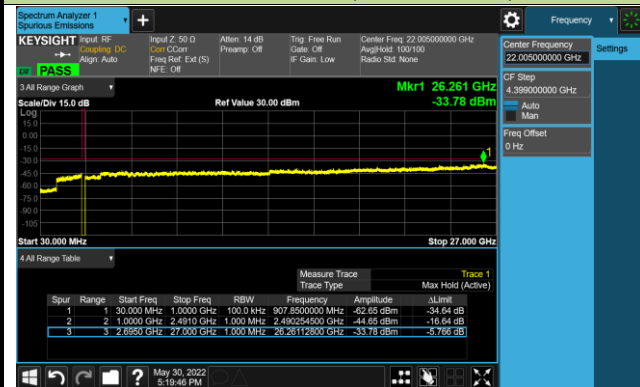 Spectrum Analyzer 1
Spurious Emissions
Frequency
KEYSIGHT
Input: RF
Coupling: DC
Align: Auto
Input Z: 50 Ω
Corr CCorr
Freq Ref: Ext (S)
NFE: Off
Atten: 14 dB
Preamp: Off
Trig: Free Run
Gate: Off
IF Gain: Low
Center Freq: 22.005000000 GHz
Avg|Hold: 100/100
Radio Std: None
PASS
Center Frequency
22.005000000 GHz
Settings
CF Step
4.399000000 GHz
Auto
Man
Freq Offset
0 Hz
3 All Range Graph
Mkr1 26.261 GHz
Scale/Div 15.0 dB
Ref Value 30.00 dBm
-33.78 dBm
Log
15.0
0.00
-15.0
-30.0
-45.0
-60.0
-75.0
-90.0
-105
1
Start 30.000 MHz
Stop 27.000 GHz
4 All Range Table
Measure Trace Trace 1
Trace Type Max Hold (Active)
Spur Range Start Freq Stop Freq RBW Frequency Amplitude ΔLimit
1 1 30.000 MHz 1.0000 GHz 100.0 kHz 907.8500000 MHz -62.65 dBm -34.64 dB
2 2 1.0000 GHz 2.4910 GHz 1.000 MHz 2.490254500 GHz -44.65 dBm -16.64 dB
3 3 2.6950 GHz 27.000 GHz 1.000 MHz 26.26112800 GHz -33.78 dBm -5.766 dB
?
May 30, 2022
5:19:46 PM